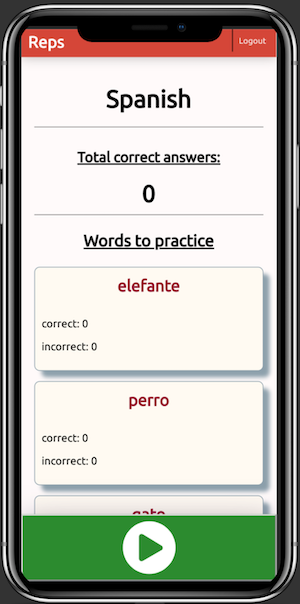 Reps
Logout
Spanish
Total correct answers:
0
Words to practice
elefante
correct: 0
incorrect: 0
perro
correct: 0
incorrect: 0
gato